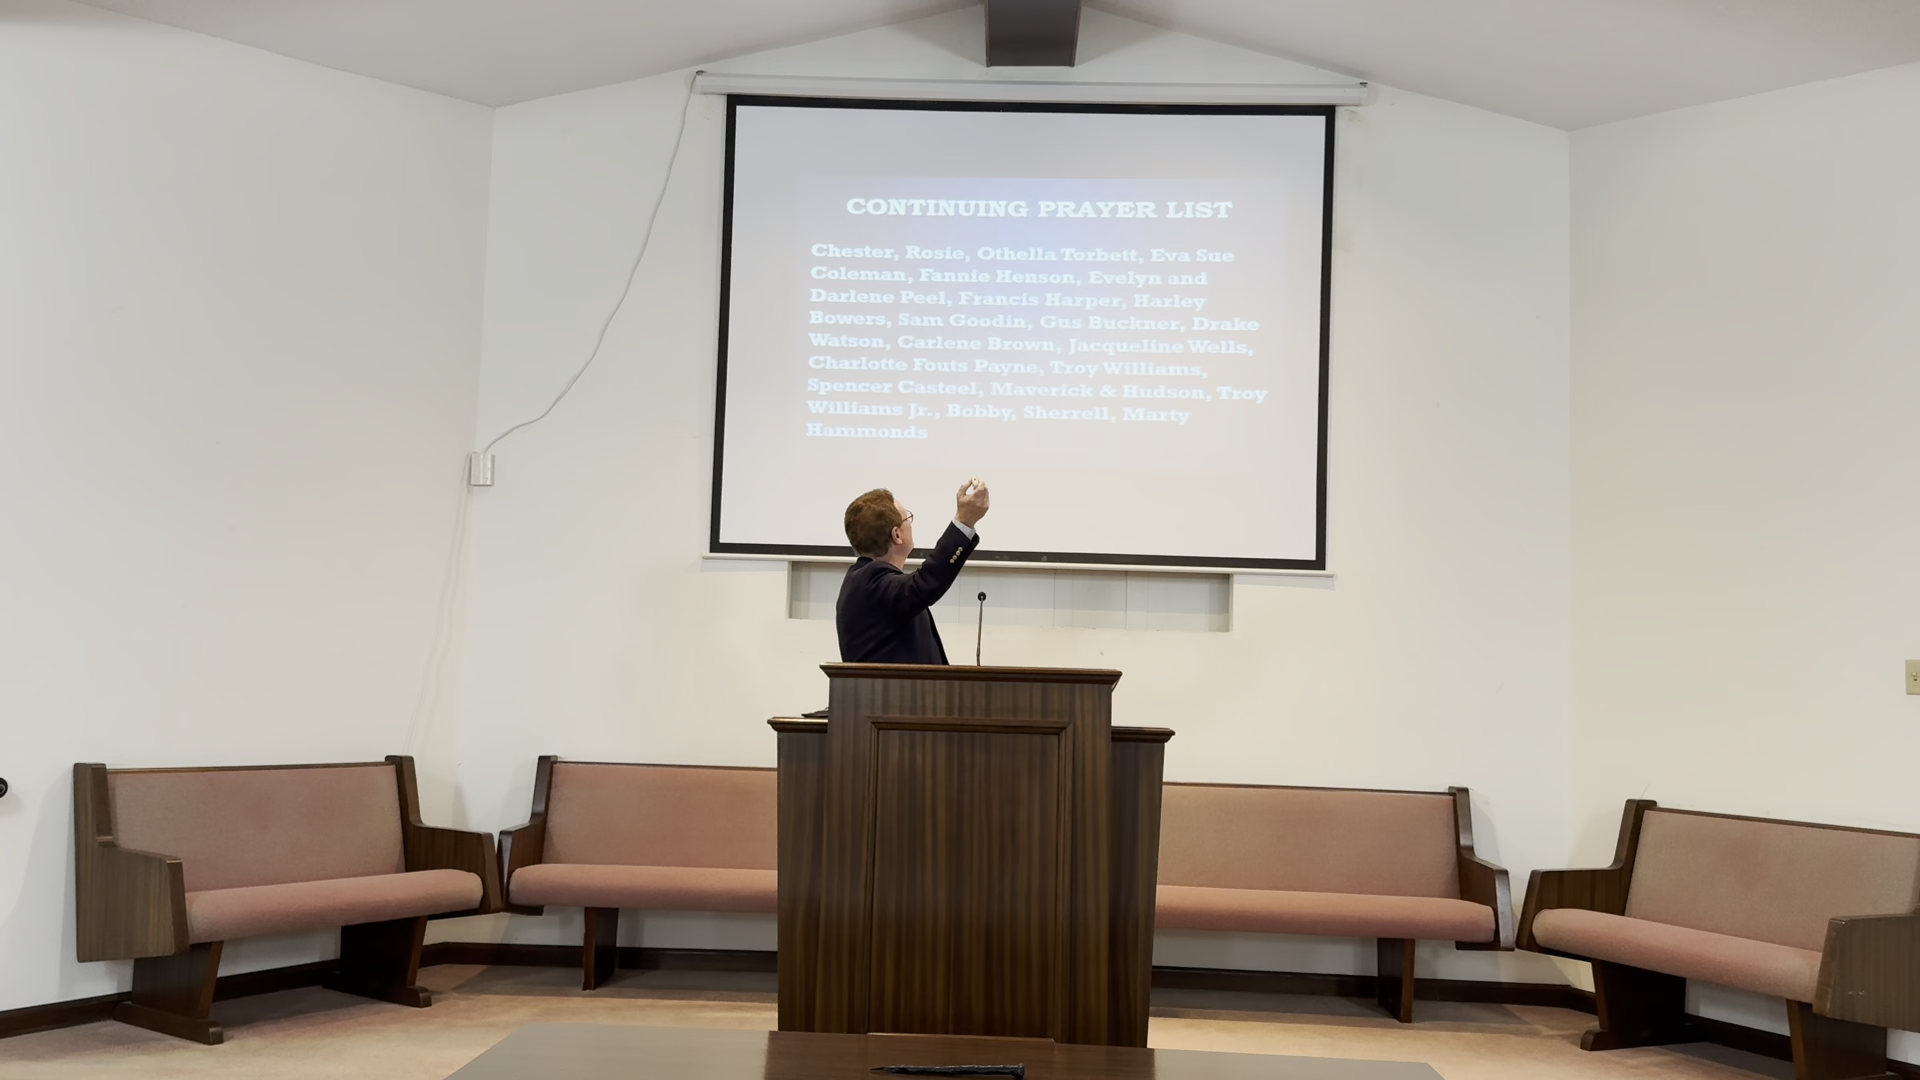 CONTINUING PRAYER LIST
Chester, Rosie, Othella Torbett, Eva Sue
Coleman, Fannie Henson, Evelyn and
Darlene Peel, Francis Harper, Harley
Bowers, Sam Goodin, Gus Buckner, Drake
Watson, Carlene Brown, Jacqueline Wells,
Charlotte Fouts Payne, Troy Williams,
Spencer Casteel, Maverick & Hudson, Troy
Williams Jr., Bobby, Sherrell, Marty
Hammonds